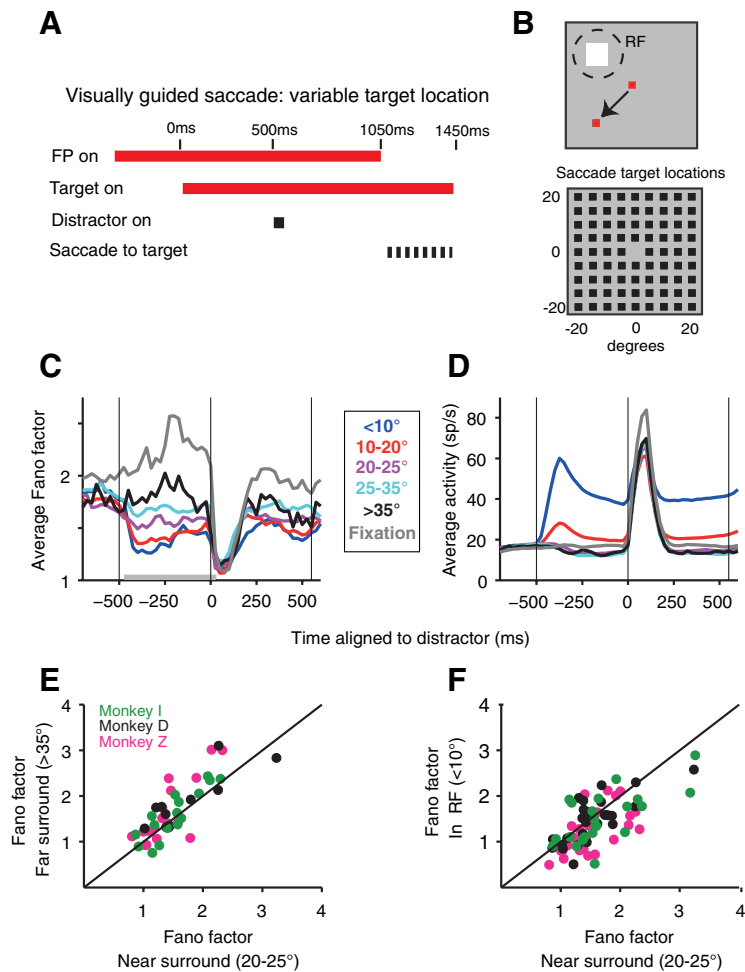 A
Visually guided saccade: variable target location
0ms 500ms 1050ms 1450ms
FP on
Target on
Distractor on
Saccade to target
B
RF
Saccade target locations
20
0
-20
-20 0 20
degrees
C
Average Fano factor
2
1
−500 −250 0 250 500
<10°
10-20°
20-25°
25-35°
>35°
Fixation
D
Average activity (sp/s)
80
60
40
20
0
−500 −250 0 250 500
Time aligned to distractor (ms)
E
Fano factor
Far surround (>35°)
4
3
2
1
Monkey I
Monkey D
Monkey Z
1 2 3 4
Fano factor
Near surround (20-25°)
F
Fano factor
In RF (<10°)
4
3
2
1
1 2 3 4
Fano factor
Near surround (20-25°)